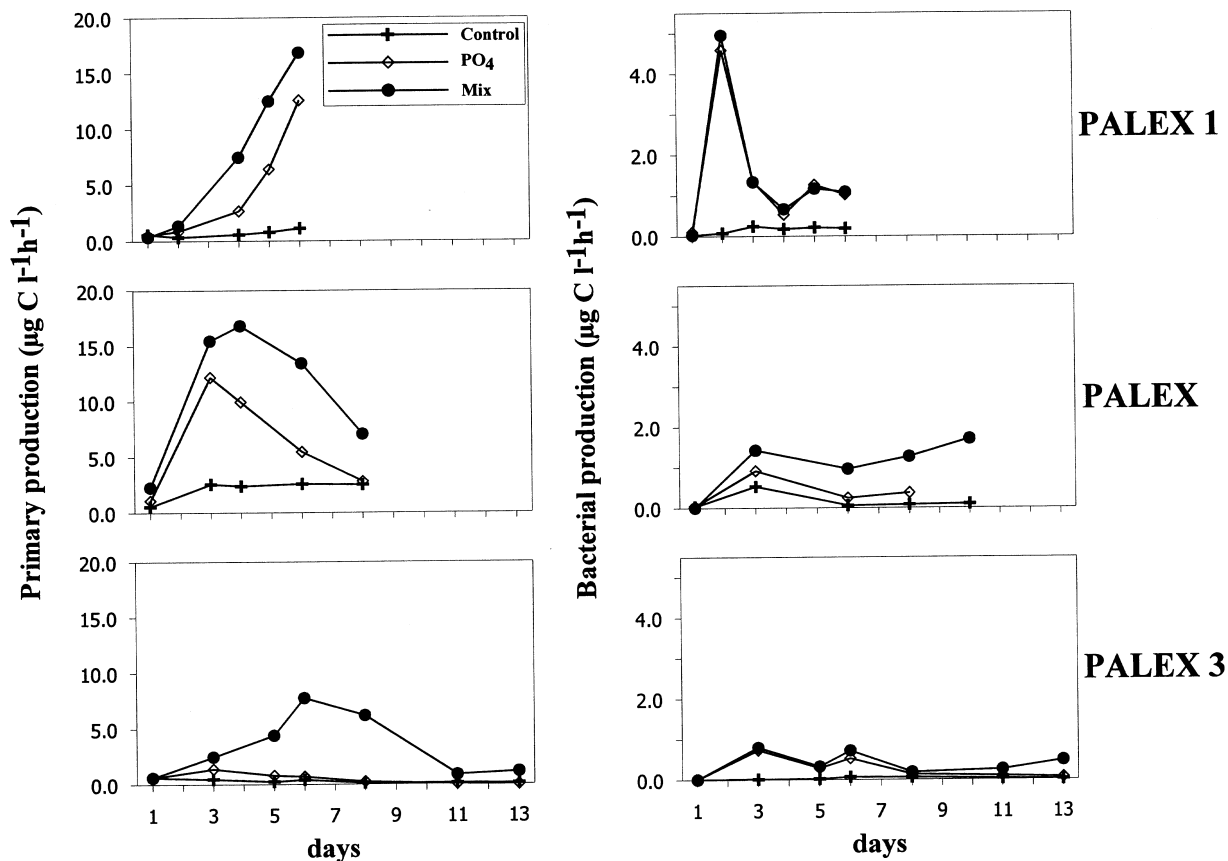 Primary production (µg C l-1h-1)
20.0
15.0
10.0
5.0
0.0
Control
PO4
Mix
Bacterial production (µg C l-1h-1)
4.0
2.0
0.0
PALEX 1
20.0
15.0
10.0
5.0
0.0
4.0
2.0
0.0
PALEX
20.0
15.0
10.0
5.0
0.0
1 3 5 7 9 11 13
days
4.0
2.0
0.0
1 3 5 7 9 11 13
days
PALEX 3